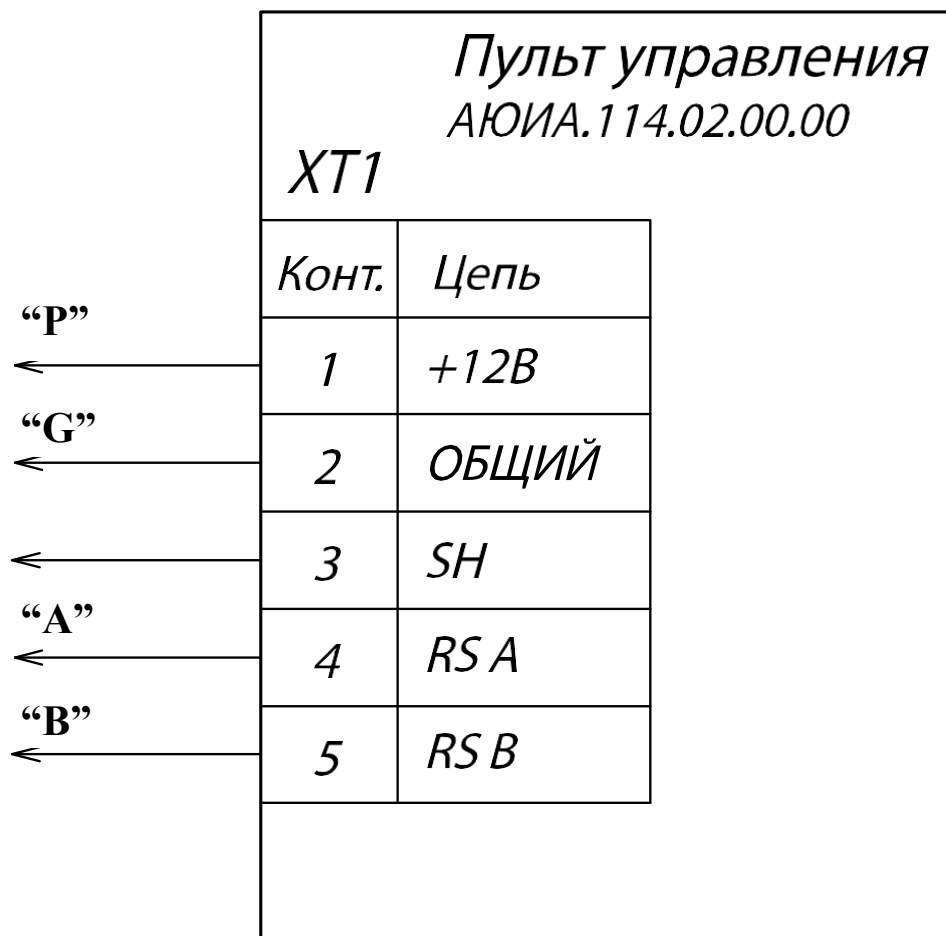 Пульт управления
АЮИА.114.02.00.00
XT1
Конт. Цепь
“P”
1 +12В
“G”
2 ОБЩИЙ
3 SH
“A”
4 RS A
“B”
5 RS B